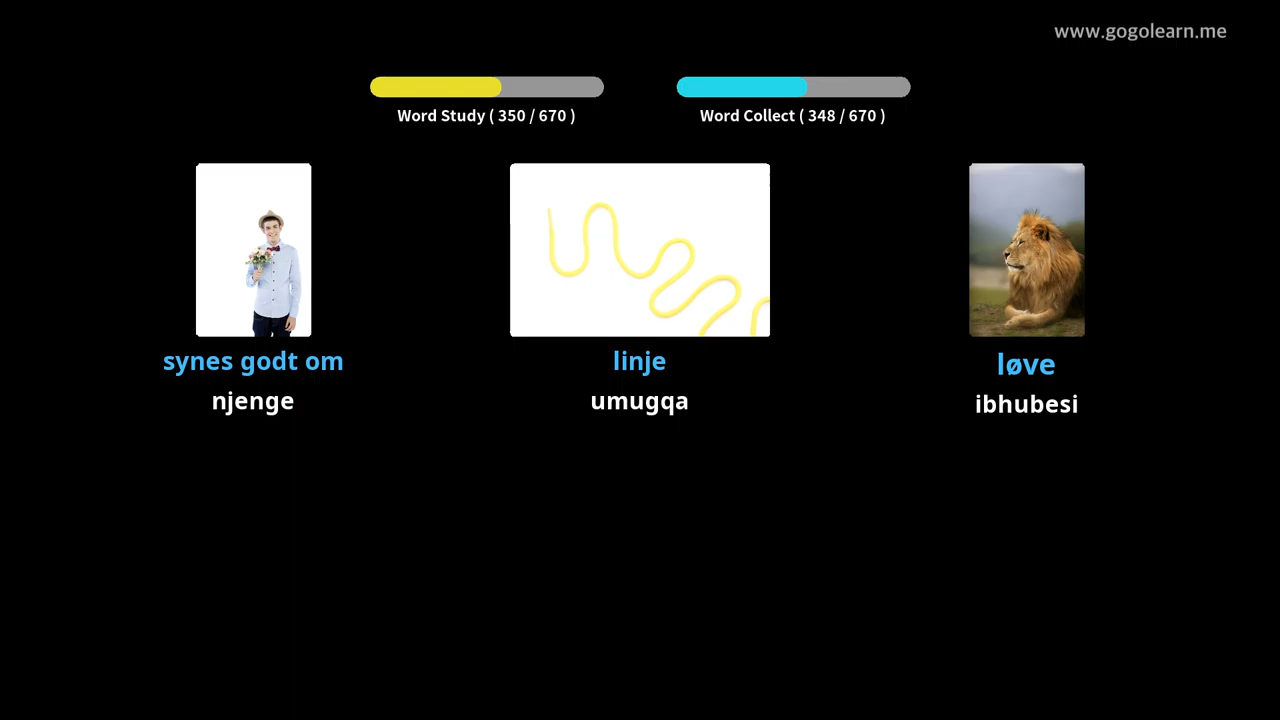 www.gogolearn.me
Word Study ( 350 / 670 )
Word Collect ( 348 / 670 )
synes godt om
njenge
linje
umugqa
løve
ibhubesi